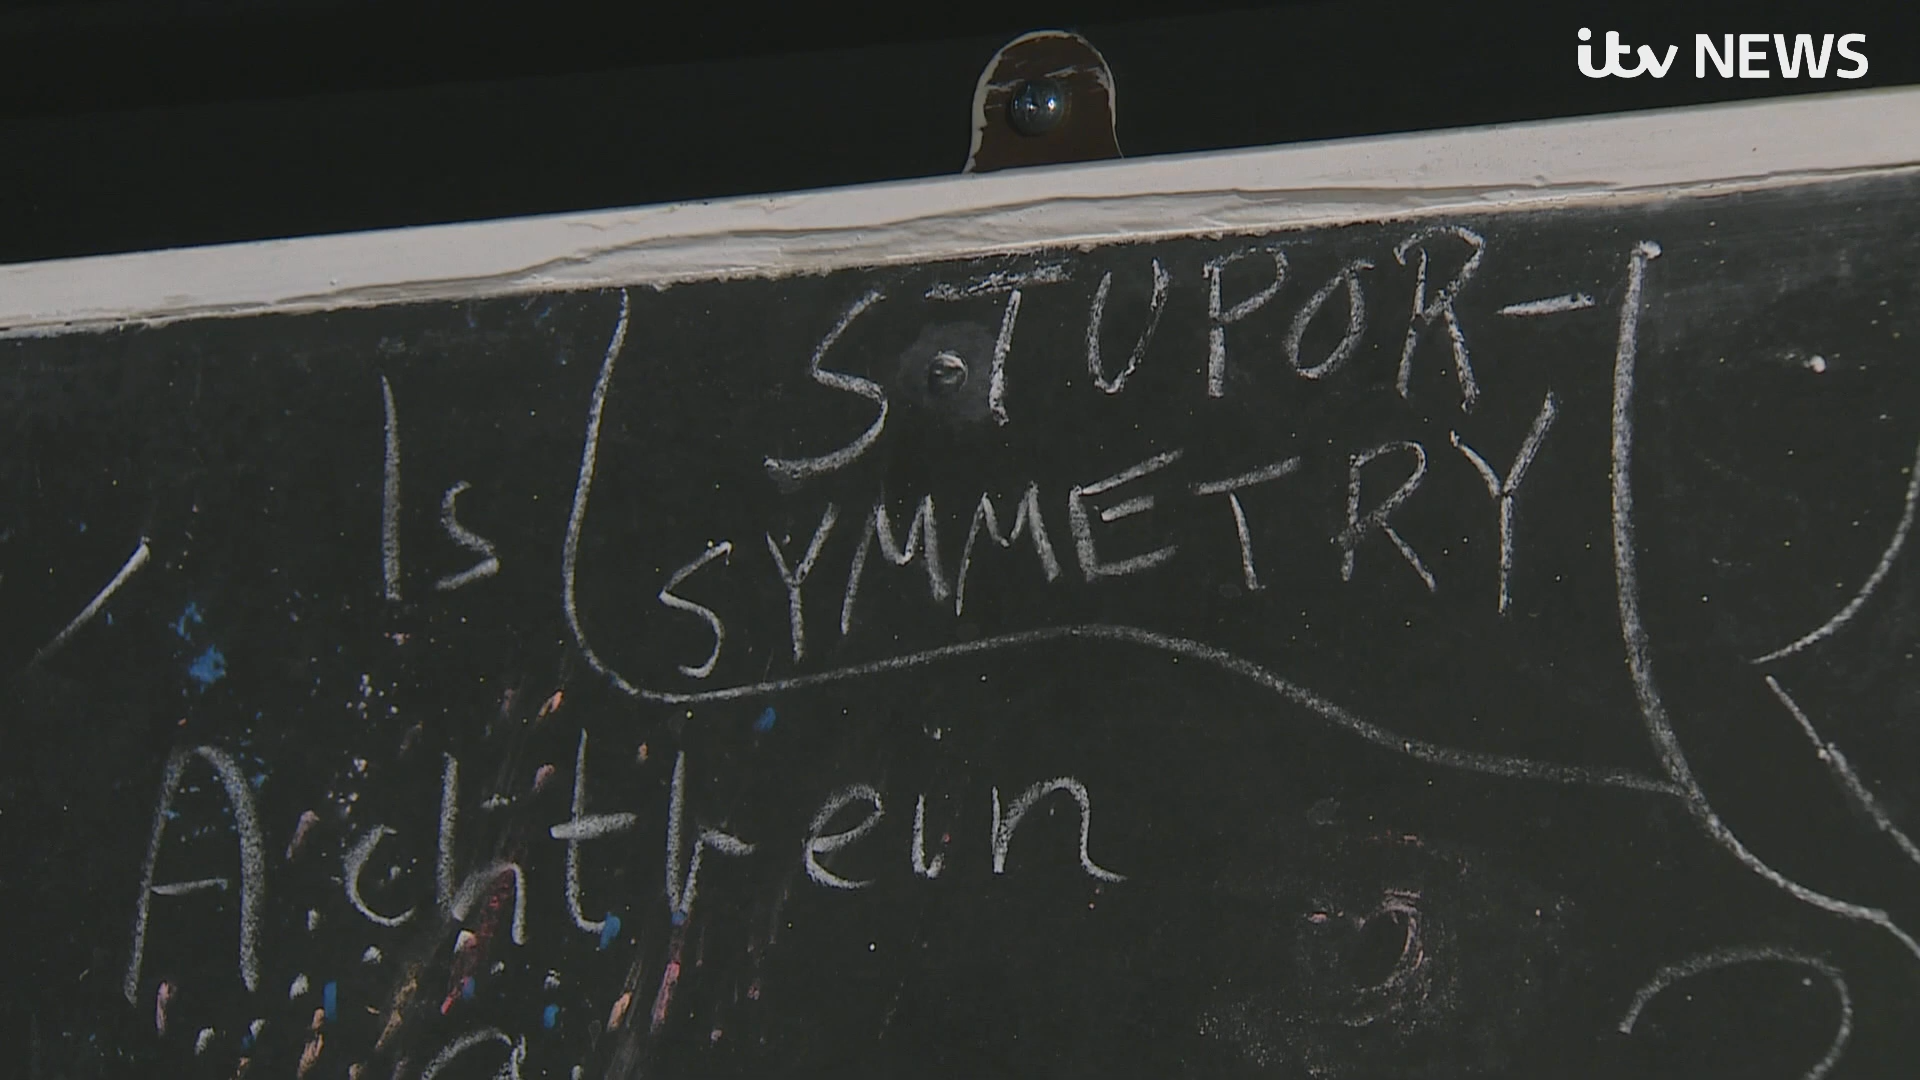 itv NEWS
STUPOR-
Is
SYMMETRY
Achtrein